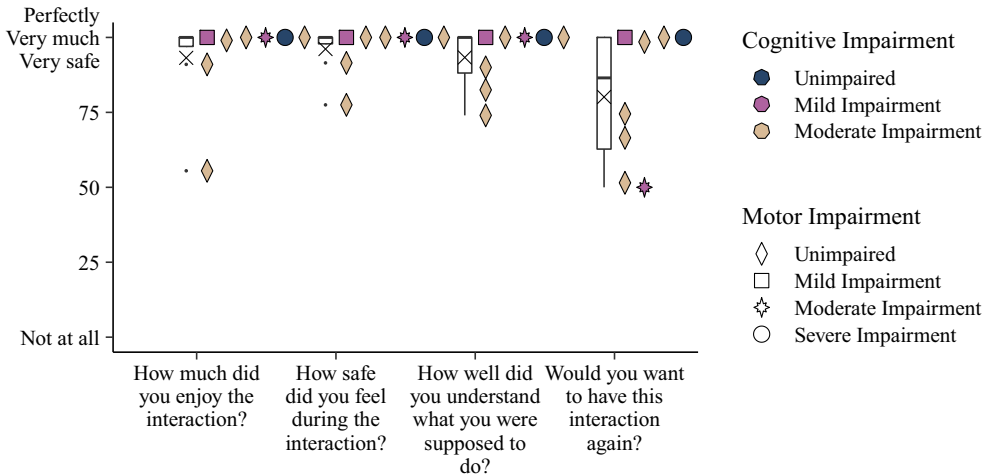 Perfectly
Very much
Very safe
75
50
25
Not at all
How much did
you enjoy the
interaction?
How safe
did you feel
during the
interaction?
How well did
you understand
what you were
supposed to
do?
Would you want
to have this
interaction
again?
Cognitive Impairment
Unimpaired
Mild Impairment
Moderate Impairment
Motor Impairment
Unimpaired
Mild Impairment
Moderate Impairment
Severe Impairment